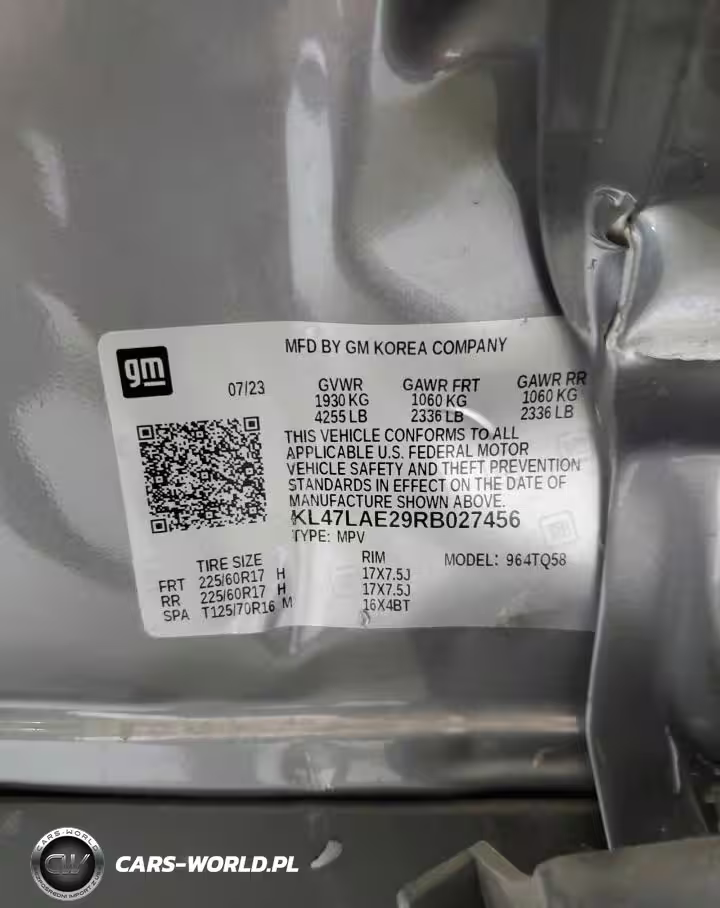 gm
MFD BY GM KOREA COMPANY
07/23
GVWR GAWR FRT GAWR RR
1930 KG 1060 KG 1060 KG
4255 LB 2336 LB 2336 LB
THIS VEHICLE CONFORMS TO ALL
APPLICABLE U.S. FEDERAL MOTOR
VEHICLE SAFETY AND THEFT PREVENTION
STANDARDS IN EFFECT ON THE DATE OF
MANUFACTURE SHOWN ABOVE.
KL47LAE29RB027456
TYPE: MPV
TIRE SIZE RIM MODEL: 964TQ58
FRT 225/60R17 H 17X7.5J
RR 225/60R17 H 17X7.5J
SPA T125/70R16 M 16X4BT
CARS-WORLD
CW
CARS-WORLD.PL